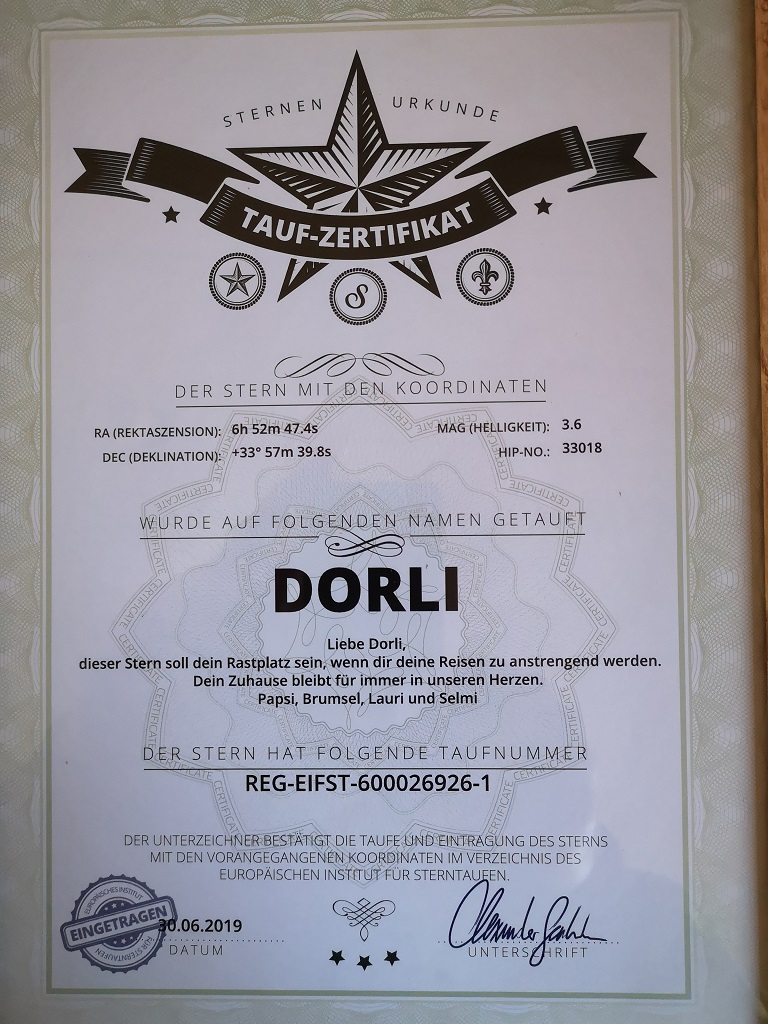 STERNEN URKUNDE
TAUF-ZERTIFIKAT
S
DER STERN MIT DEN KOORDINATEN
RA (REKTASZENSION): 6h 52m 47.4s MAG (HELLIGKEIT): 3.6
DEC (DEKLINATION): +33° 57m 39.8s HIP-NO.: 33018
WURDE AUF FOLGENDEN NAMEN GETAUFT
DORLI
Liebe Dorli,
dieser Stern soll dein Rastplatz sein, wenn dir deine Reisen zu anstrengend werden.
Dein Zuhause bleibt für immer in unseren Herzen.
Papsi, Brumsel, Lauri und Selmi
DER STERN HAT FOLGENDE TAUFNUMMER
REG-EIFST-600026926-1
DER UNTERZEICHNER BESTÄTIGT DIE TAUFE UND EINTRAGUNG DES STERNS
MIT DEN VORANGEGANGENEN KOORDINATEN IM VERZEICHNIS DES
EUROPÄISCHEN INSTITUT FÜR STERNTAUFEN.
EUROPÄISCHES INSTITUT
EINGETRAGEN
FÜR STERNTAUFEN
30.06.2019
DATUM UNTERSCHRIFT